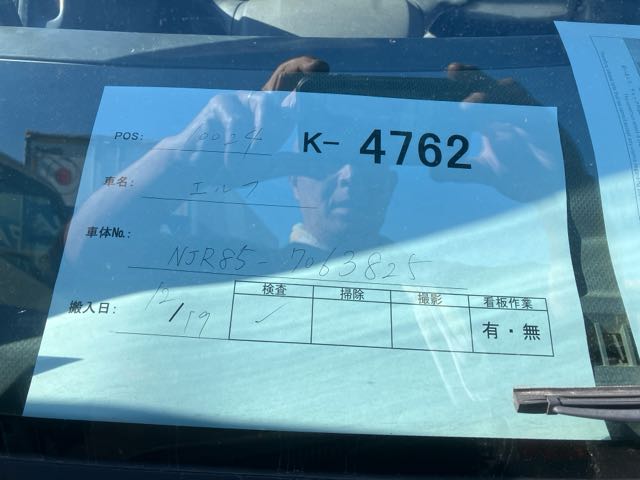 POS: 0024 K- 4762
車名: エルフ
車体No.: NJR85-7063825
搬入日: 12/19
検査 掃除 撮影 看板作業
✓ 有・無